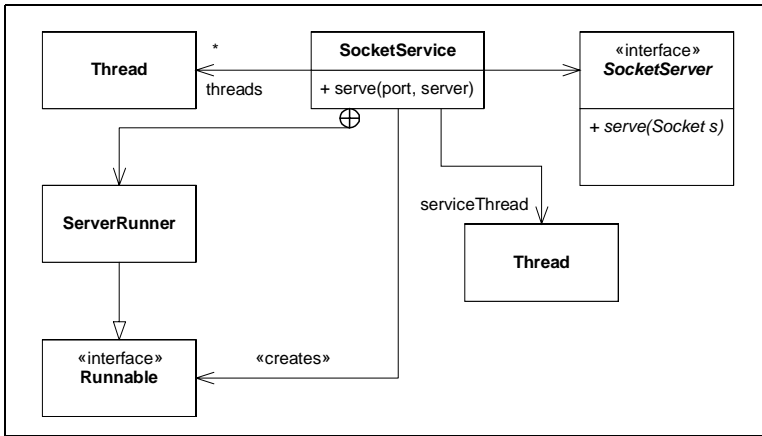 Thread
*
threads
SocketService
+ serve(port, server)
«interface»
SocketServer
+ serve(Socket s)
ServerRunner
serviceThread
Thread
«interface»
Runnable
«creates»